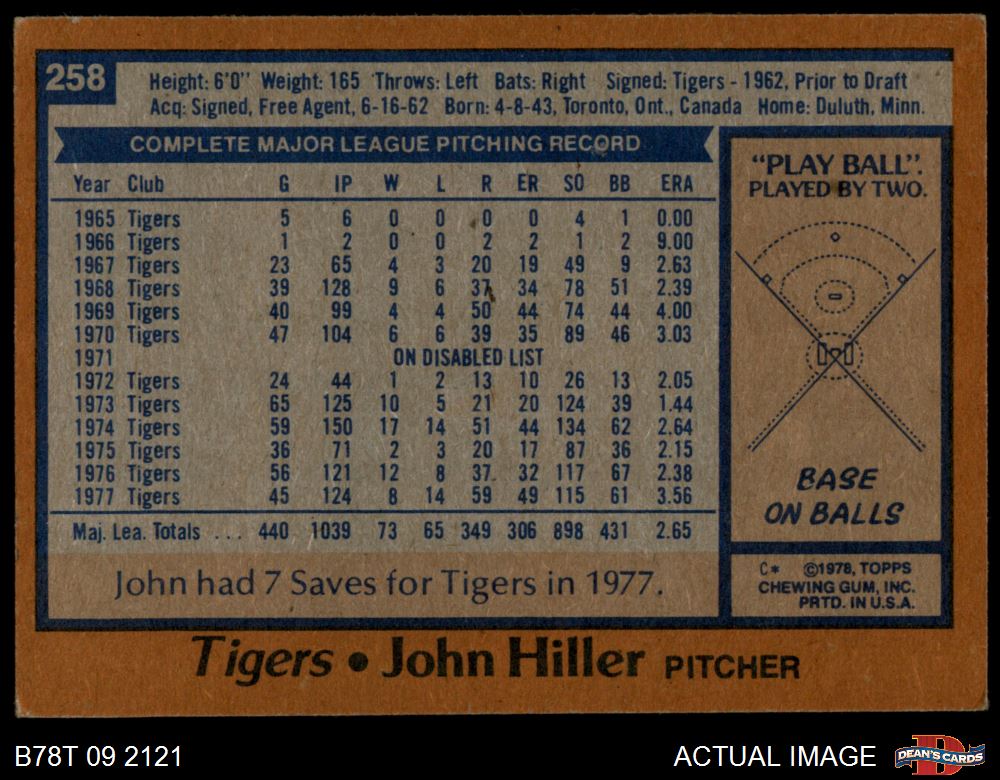 258
Height: 6'0" Weight: 165 Throws: Left Bats: Right Signed: Tigers - 1962, Prior to Draft
Acq: Signed, Free Agent, 6-16-62 Born: 4-8-43, Toronto, Ont., Canada Home: Duluth, Minn.
COMPLETE MAJOR LEAGUE PITCHING RECORD
Year Club G IP W L R ER SO BB ERA
1965 Tigers 5 6 0 0 0 0 4 1 0.00
1966 Tigers 1 2 0 0 2 2 1 2 9.00
1967 Tigers 23 65 4 3 20 19 49 9 2.63
1968 Tigers 39 128 9 6 37 34 78 51 2.39
1969 Tigers 40 99 4 4 50 44 74 44 4.00
1970 Tigers 47 104 6 6 39 35 89 46 3.03
1971 ON DISABLED LIST
1972 Tigers 24 44 1 2 13 10 26 13 2.05
1973 Tigers 65 125 10 5 21 20 124 39 1.44
1974 Tigers 59 150 17 14 51 44 134 62 2.64
1975 Tigers 36 71 2 3 20 17 87 36 2.15
1976 Tigers 56 121 12 8 37 32 117 67 2.38
1977 Tigers 45 124 8 14 59 49 115 61 3.56
Maj. Lea. Totals ... 440 1039 73 65 349 306 898 431 2.65
John had 7 Saves for Tigers in 1977.
"PLAY BALL".
PLAYED BY TWO.
BASE
ON BALLS
C* ©1978, TOPPS
CHEWING GUM, INC.
PRTD. IN U.S.A.
Tigers • John Hiller PITCHER
B78T 09 2121
ACTUAL IMAGE
DEAN'S CARDS